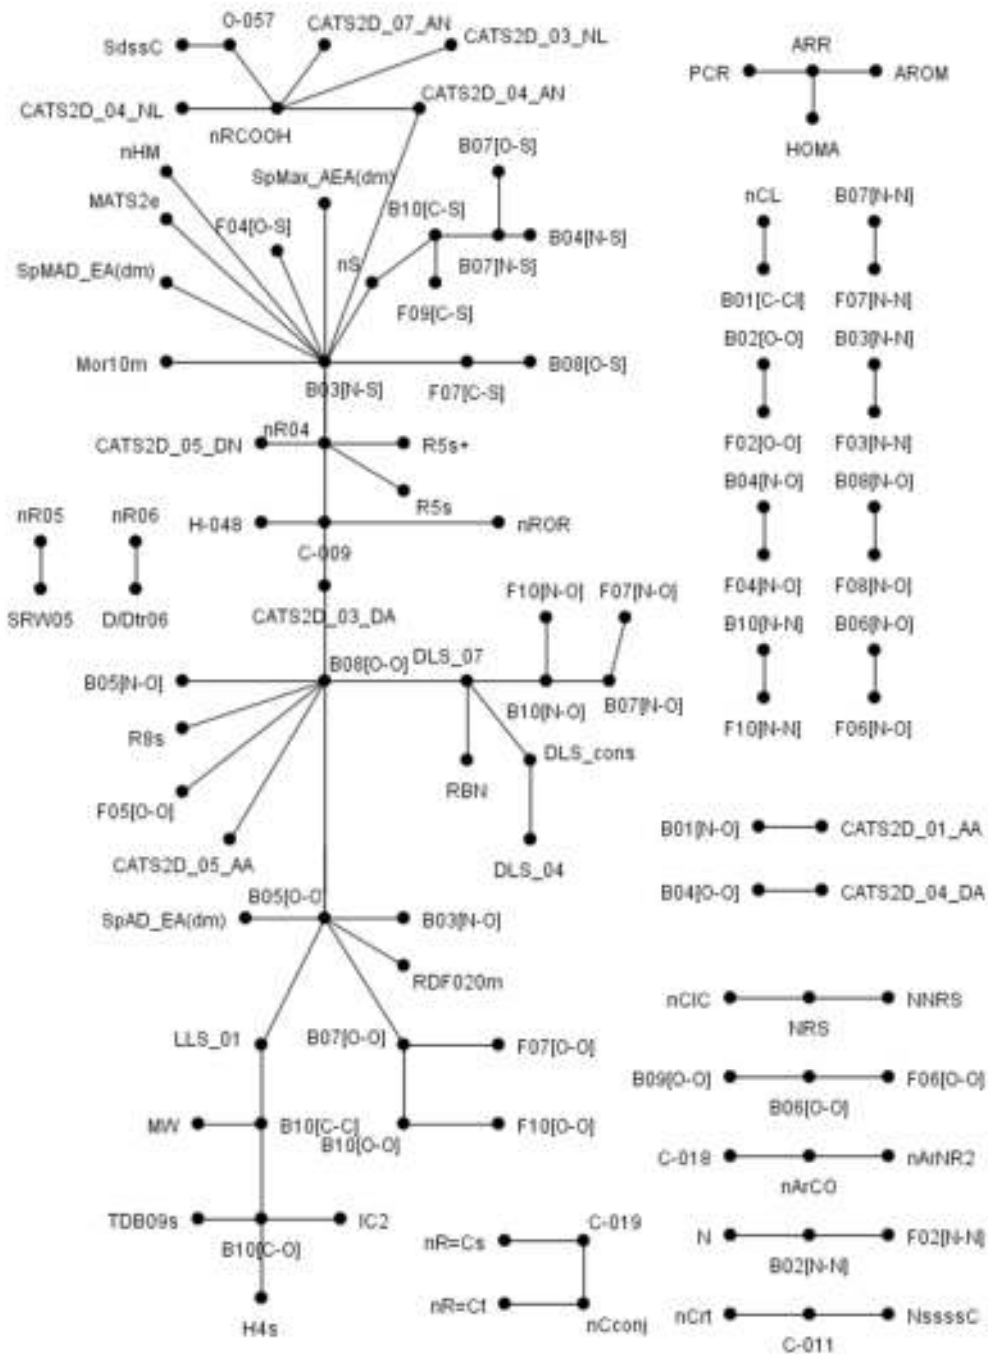 O-057
CATS2D_07_AN
CATS2D_03_NL
SdssC
CATS2D_04_AN
CATS2D_04_NL
nRCOOH
nHM
B07[O-S]
SpMax_AEA(dm)
MATS2e
B10[C-S]
F04[O-S]
B04[N-S]
nS
B07[N-S]
SpMAD_EA(dm)
F09[C-S]
Mor10m
B08[O-S]
B03[N-S]
F07[C-S]
nR04
CATS2D_05_DN
R5s+
R5s
nR05
nR06
H-048
nROR
C-009
SRW05
D/Dtr06
CATS2D_03_DA
F10[N-O]
F07[N-O]
B08[O-O]
DLS_07
B05[N-O]
B10[N-O]
B07[N-O]
R8s
DLS_cons
RBN
F05[O-O]
CATS2D_05_AA
DLS_04
B05[O-O]
SpAD_EA(dm)
B03[N-O]
RDF020m
LLS_01
B07[O-O]
F07[O-O]
MW
B10[C-C]
B10[O-O]
F10[O-O]
TDB09s
IC2
B10[C-O]
H4s
C-019
nR=Cs
nR=Ct
nCconj
ARR
PCR
AROM
HOMA
nCL
B07[N-N]
B01[C-Cl]
F07[N-N]
B02[O-O]
B03[N-N]
F02[O-O]
F03[N-N]
B04[N-O]
B08[N-O]
F04[N-O]
F08[N-O]
B10[N-N]
B06[N-O]
F10[N-N]
F06[N-O]
B01[N-O]
CATS2D_01_AA
B04[O-O]
CATS2D_04_DA
nCIC
NNRS
NRS
B09[O-O]
F06[O-O]
B06[O-O]
C-018
nArNR2
nArCO
N
F02[N-N]
B02[N-N]
nCrt
NssssC
C-011